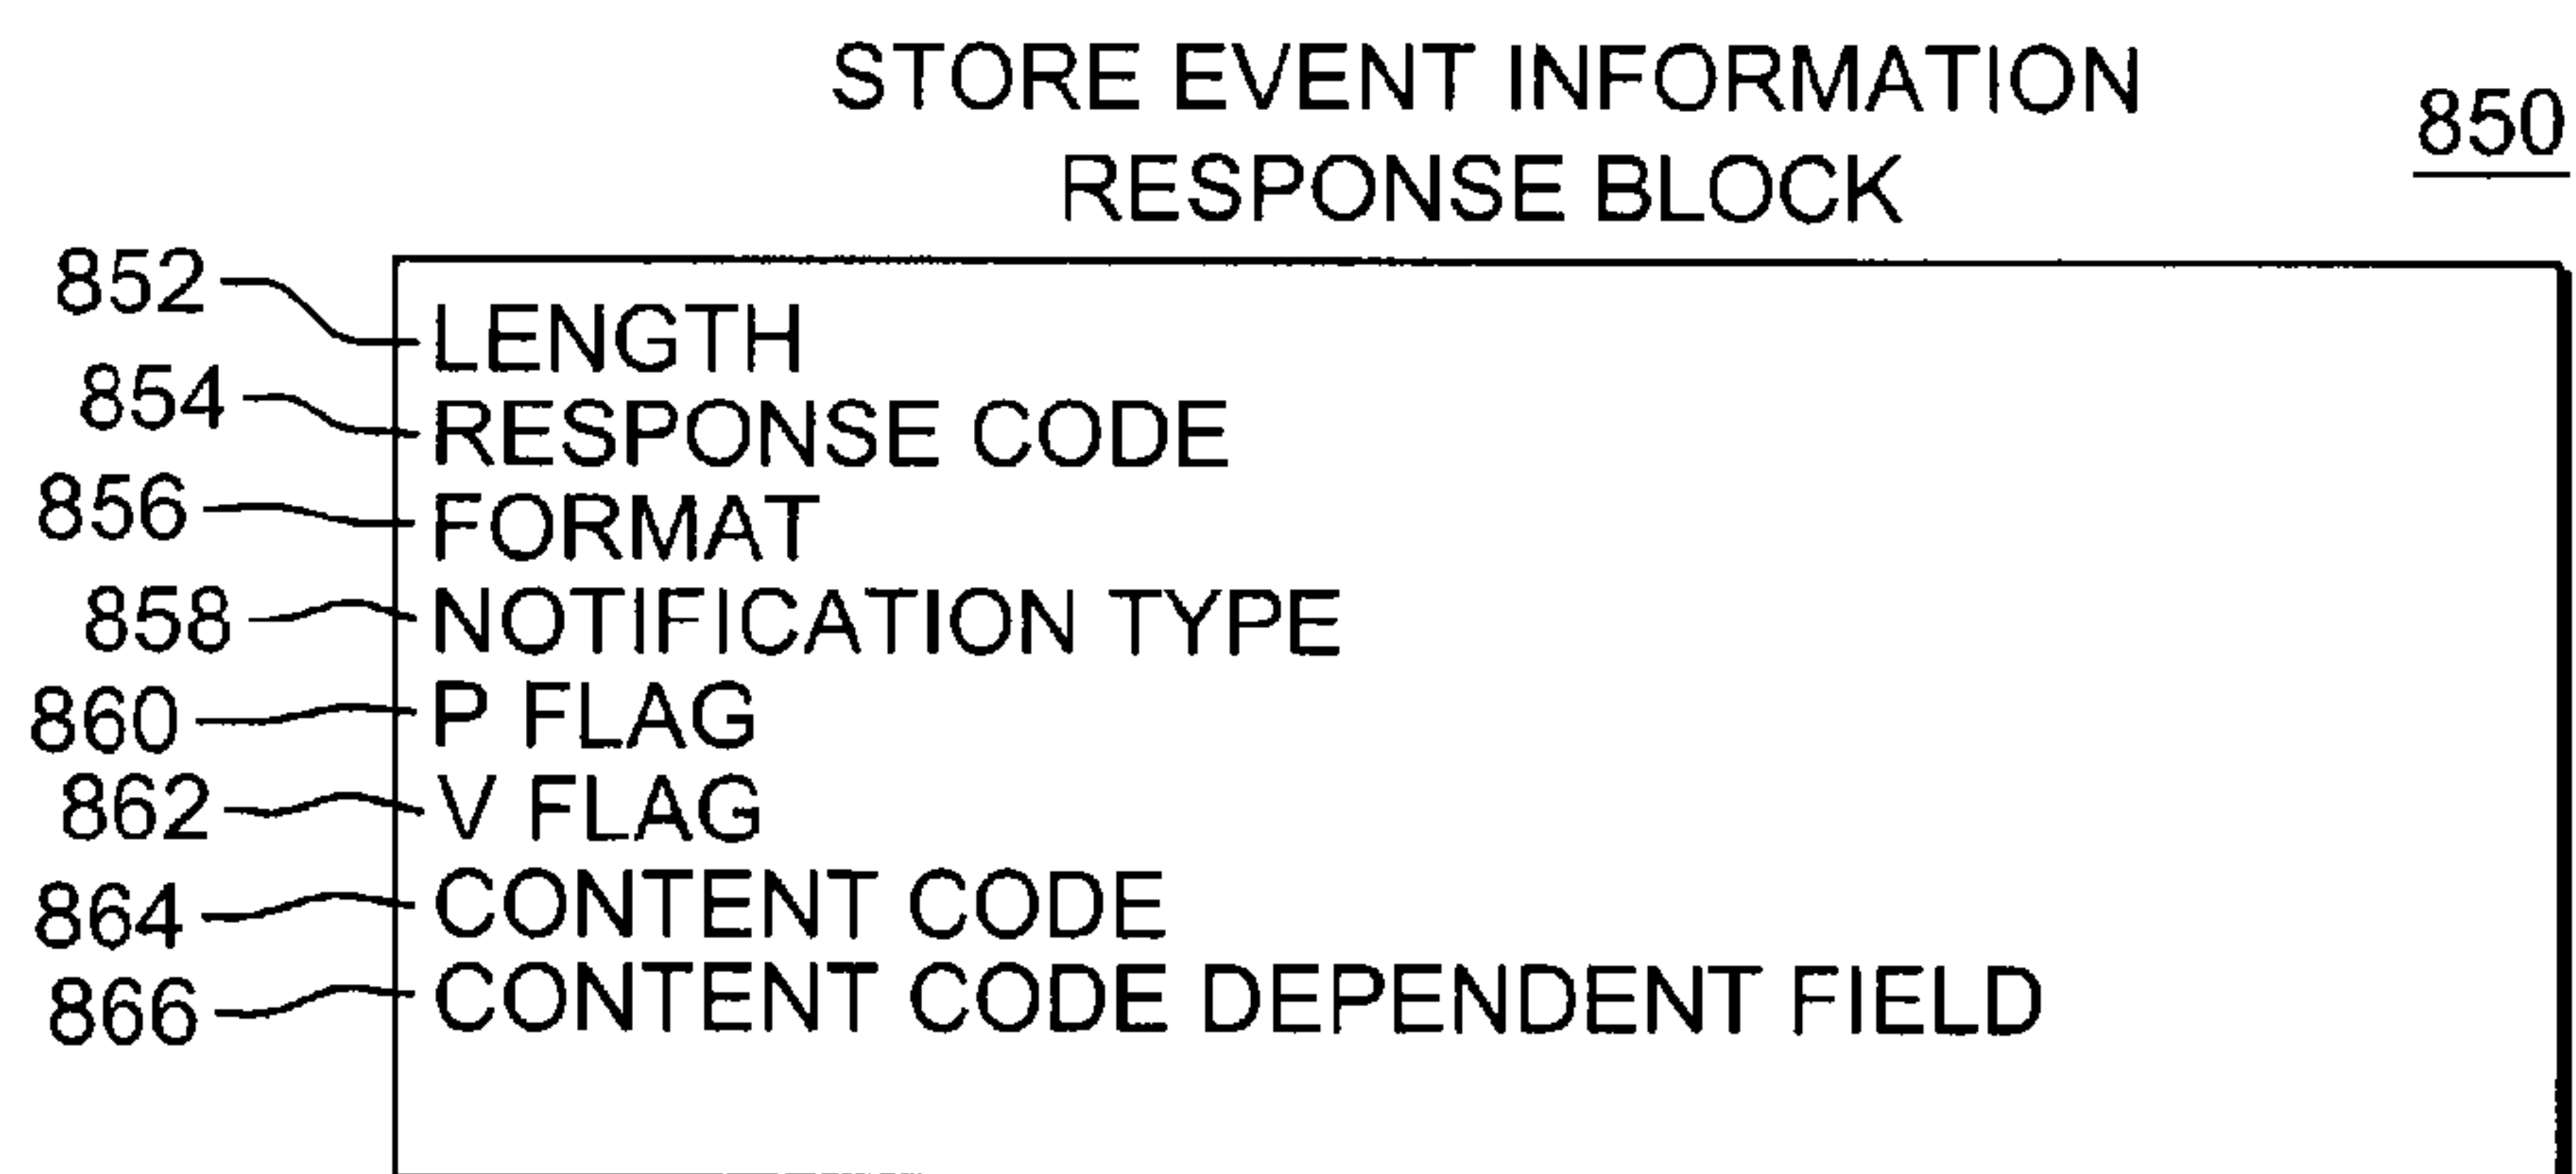 STORE EVENT INFORMATION
RESPONSE BLOCK
850
852 LENGTH
854 RESPONSE CODE
856 FORMAT
858 NOTIFICATION TYPE
860 P FLAG
862 V FLAG
864 CONTENT CODE
866 CONTENT CODE DEPENDENT FIELD